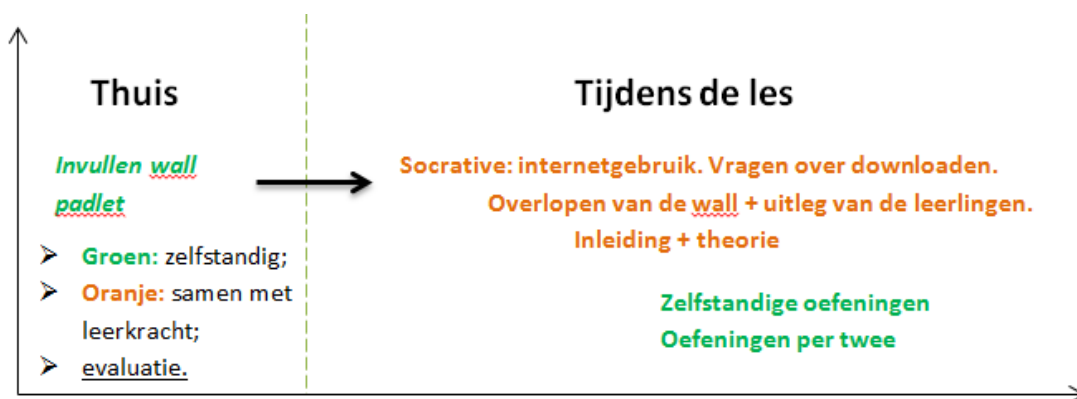 Thuis
Invullen wall
padlet
➤ Groen: zelfstandig;
➤ Oranje: samen met
leerkracht;
➤ evaluatie.
Tijdens de les
Socrative: internetgebruik. Vragen over downloaden.
Overlopen van de wall + uitleg van de leerlingen.
Inleiding + theorie
Zelfstandige oefeningen
Oefeningen per twee